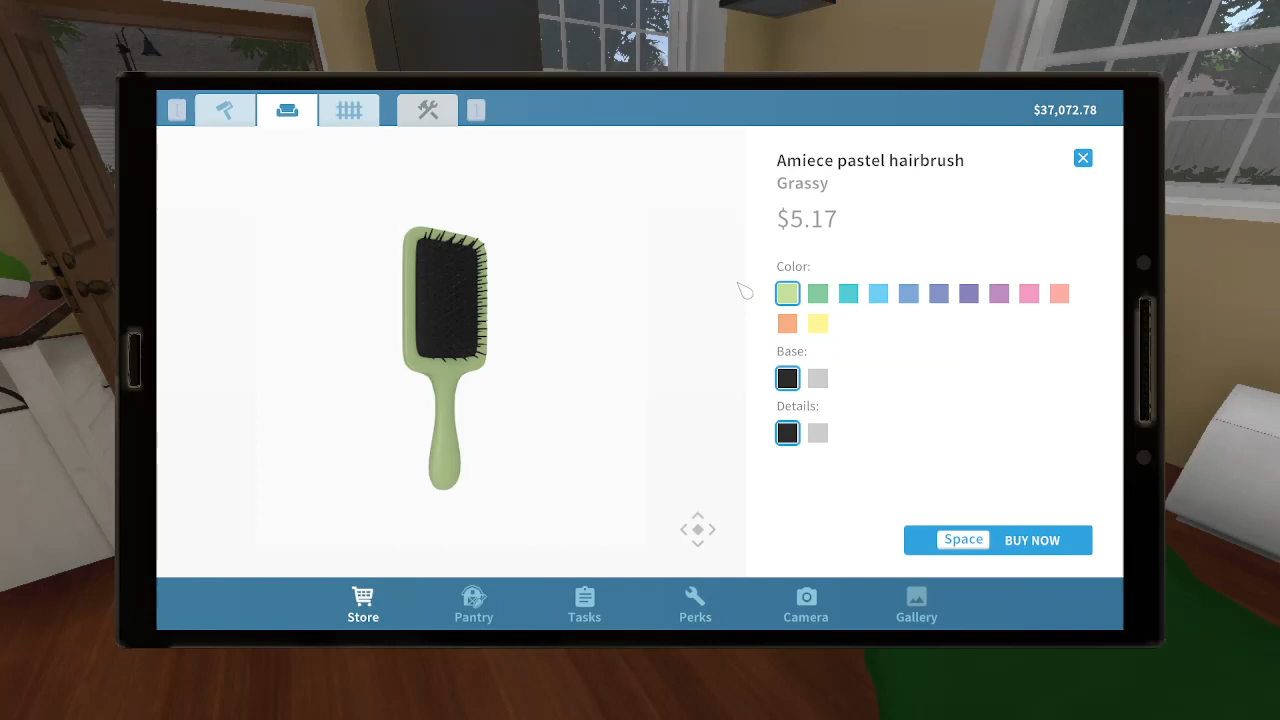 $37,072.78
Amiece pastel hairbrush
Grassy
$5.17
Color:
Base:
Details:
Space BUY NOW
Store Pantry Tasks Perks Camera Gallery